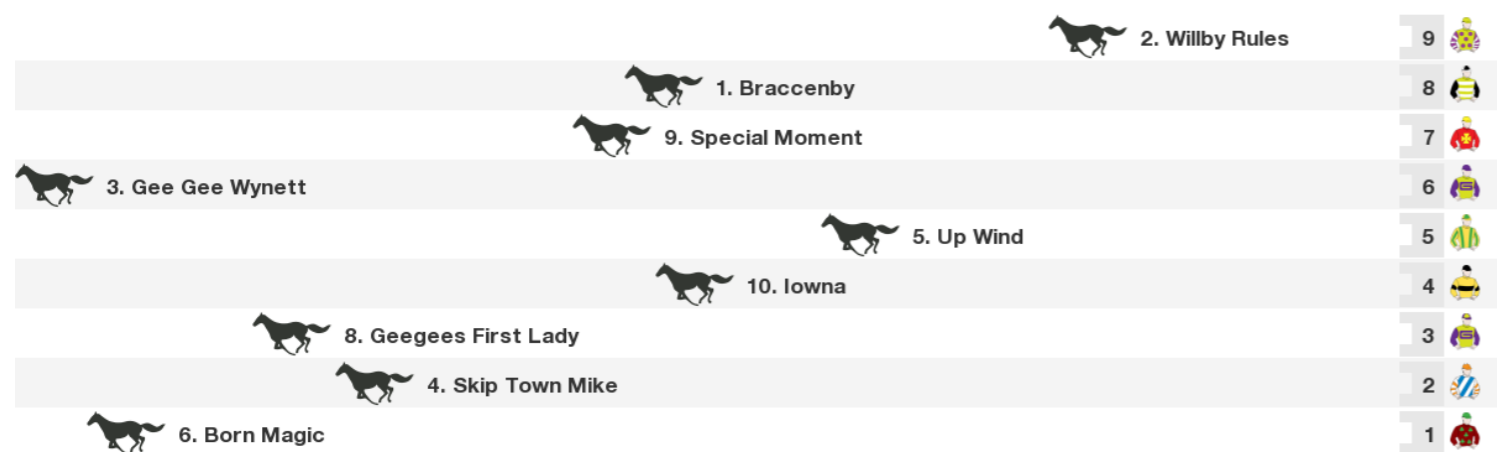 2. Willby Rules 9
1. Braccenby 8
9. Special Moment 7
3. Gee Gee Wynett 6
5. Up Wind 5
10. Iowna 4
8. Geegees First Lady 3
4. Skip Town Mike 2
6. Born Magic 1